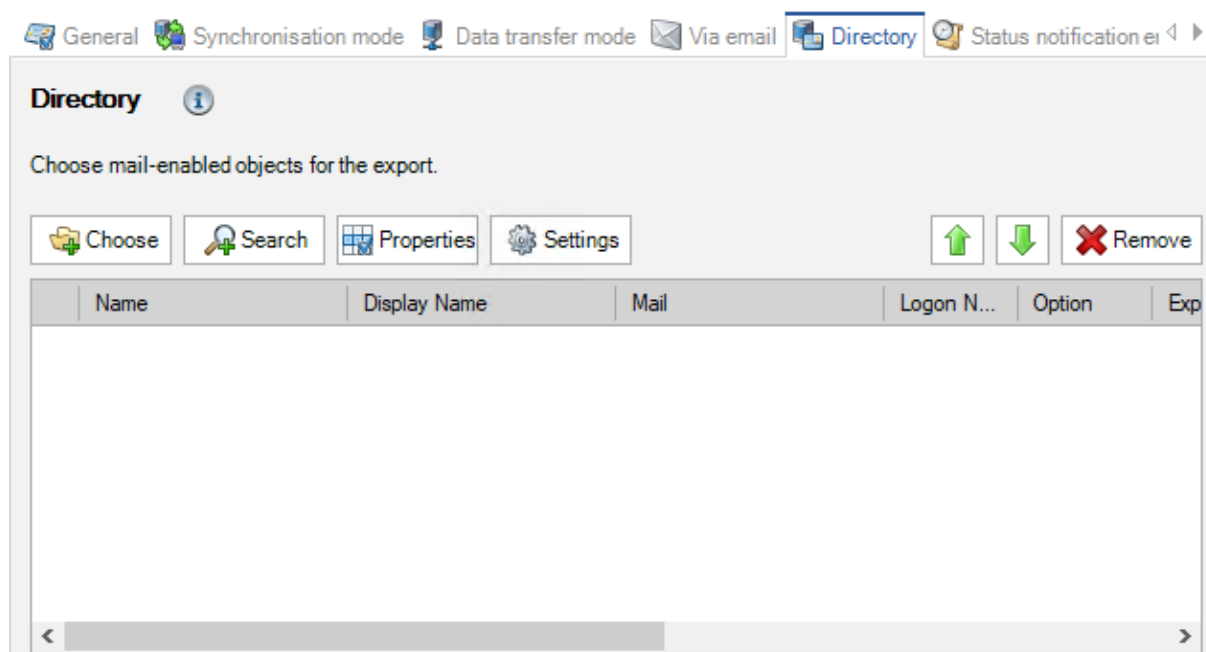 General Synchronisation mode Data transfer mode Via email Directory Status notification er
Directory
Choose mail-enabled objects for the export.
Choose Search Properties Settings Remove
Name Display Name Mail Logon N... Option Exp